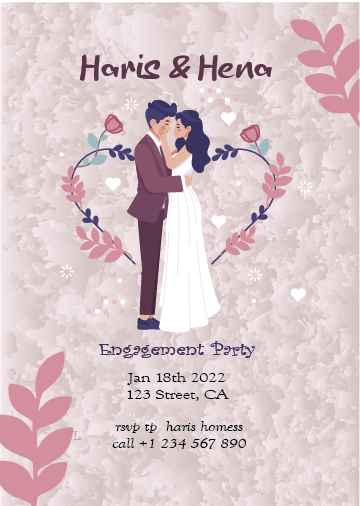 Haris & Hena
Engagement Party
Jan 18th 2022
123 Street, CA
rsvp tp haris homess
call +1 234 567 890
L